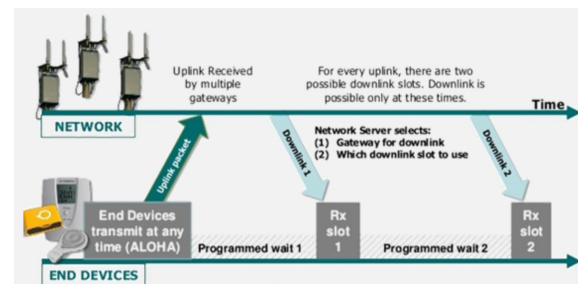 Uplink Received
by multiple
gateways
For every uplink, there are two
possible downlink slots. Downlink is
possible only at these times.
Time
NETWORK
Uplink packet
Downlink 1
Network Server selects:
(1) Gateway for downlink
(2) Which downlink slot to use
Downlink 2
End Devices
transmit at any
time (ALOHA)
Programmed wait 1
Rx
slot
1
Programmed wait 2
Rx
slot
2
END DEVICES